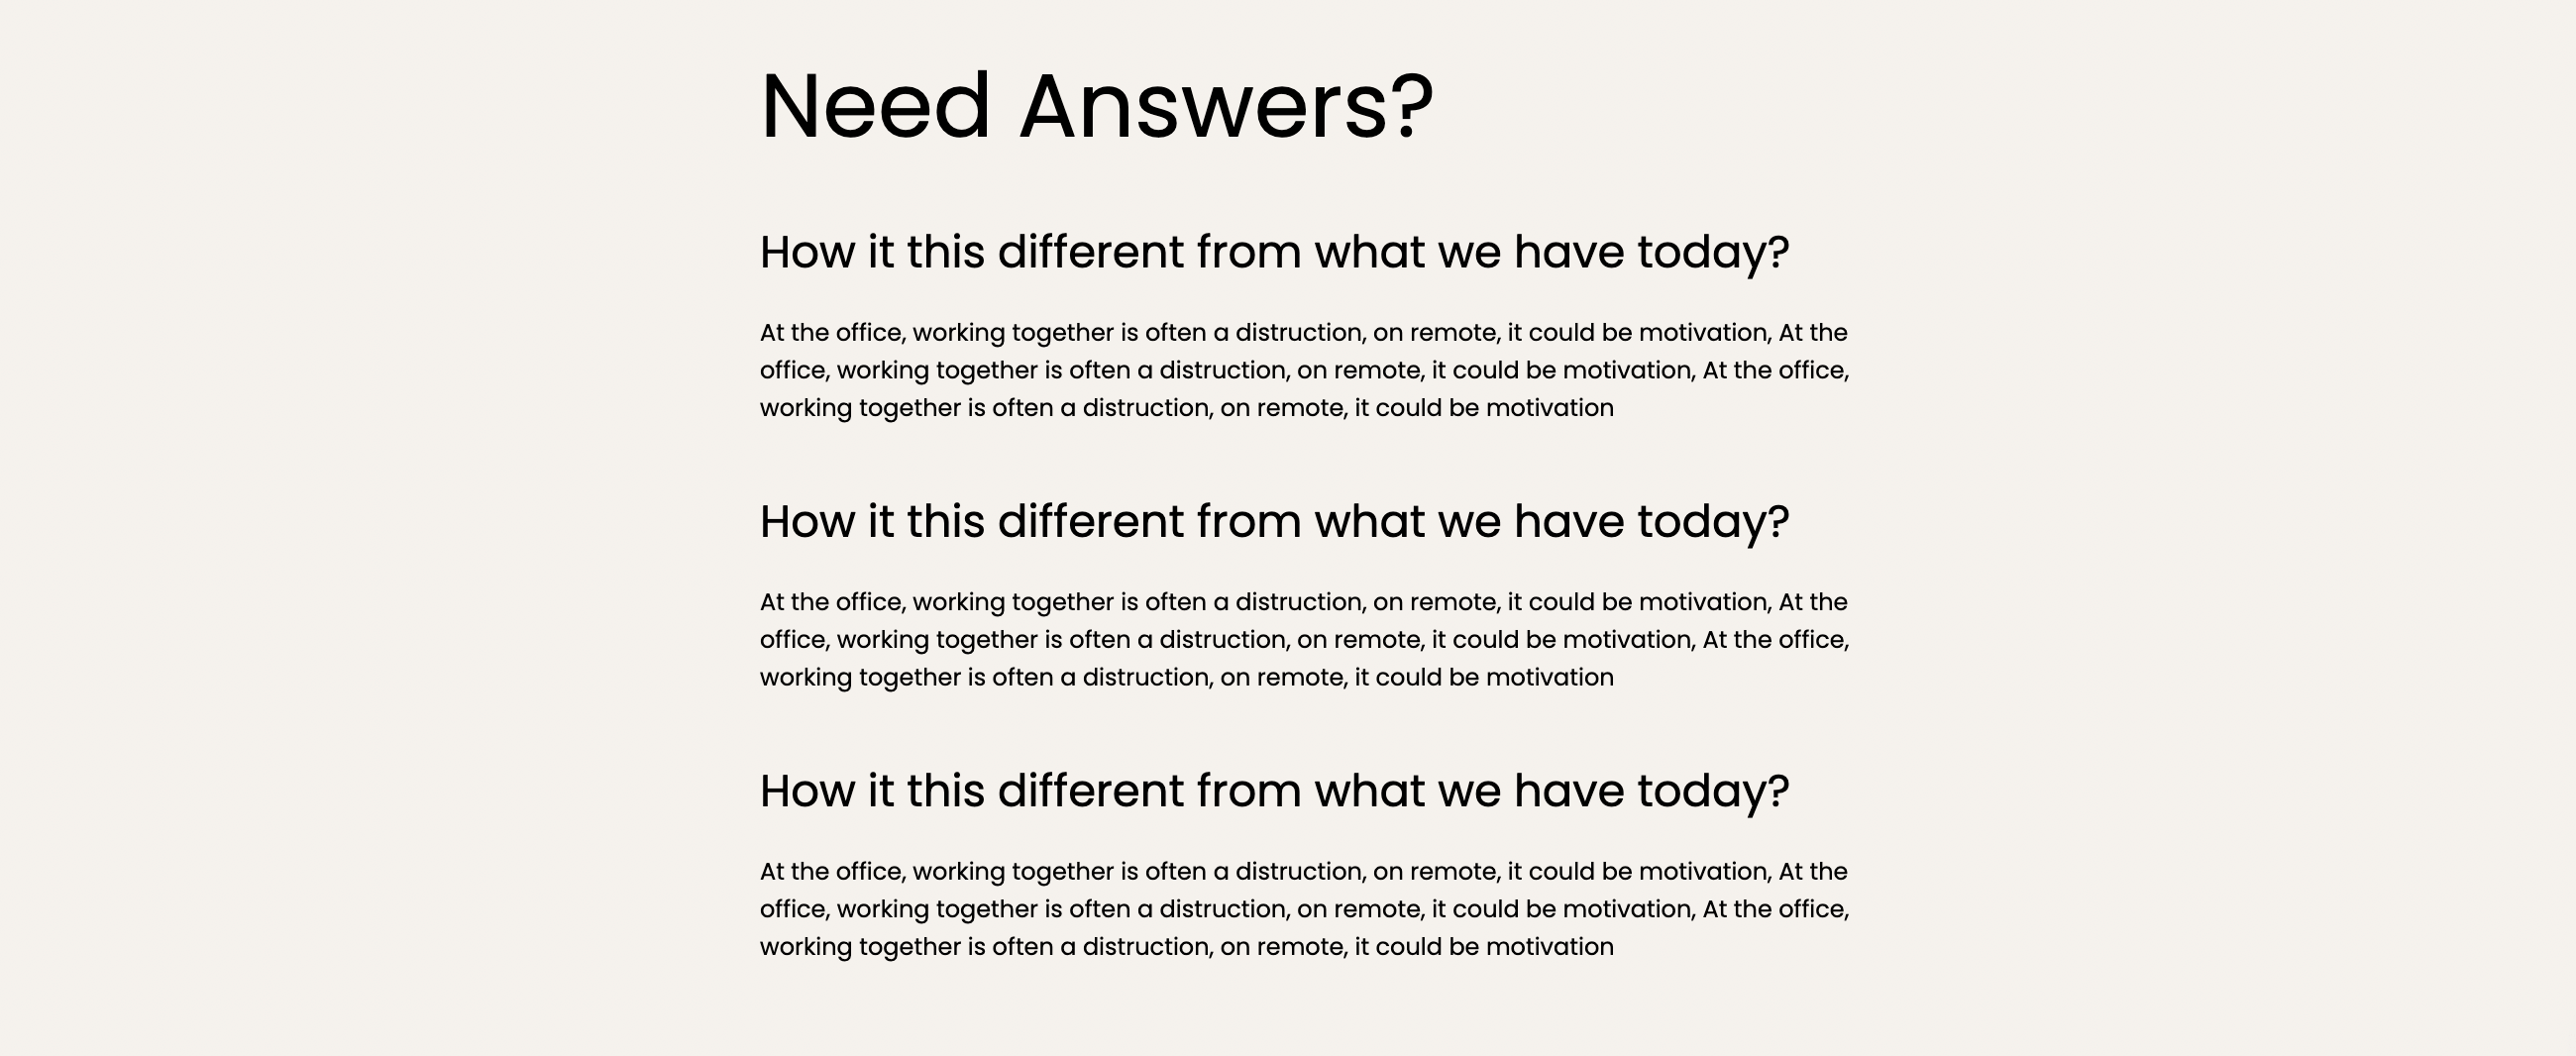 Need Answers?
How it this different from what we have today?
At the office, working together is often a distruction, on remote, it could be motivation, At the
office, working together is often a distruction, on remote, it could be motivation, At the office,
working together is often a distruction, on remote, it could be motivation
How it this different from what we have today?
At the office, working together is often a distruction, on remote, it could be motivation, At the
office, working together is often a distruction, on remote, it could be motivation, At the office,
working together is often a distruction, on remote, it could be motivation
How it this different from what we have today?
At the office, working together is often a distruction, on remote, it could be motivation, At the
office, working together is often a distruction, on remote, it could be motivation, At the office,
working together is often a distruction, on remote, it could be motivation